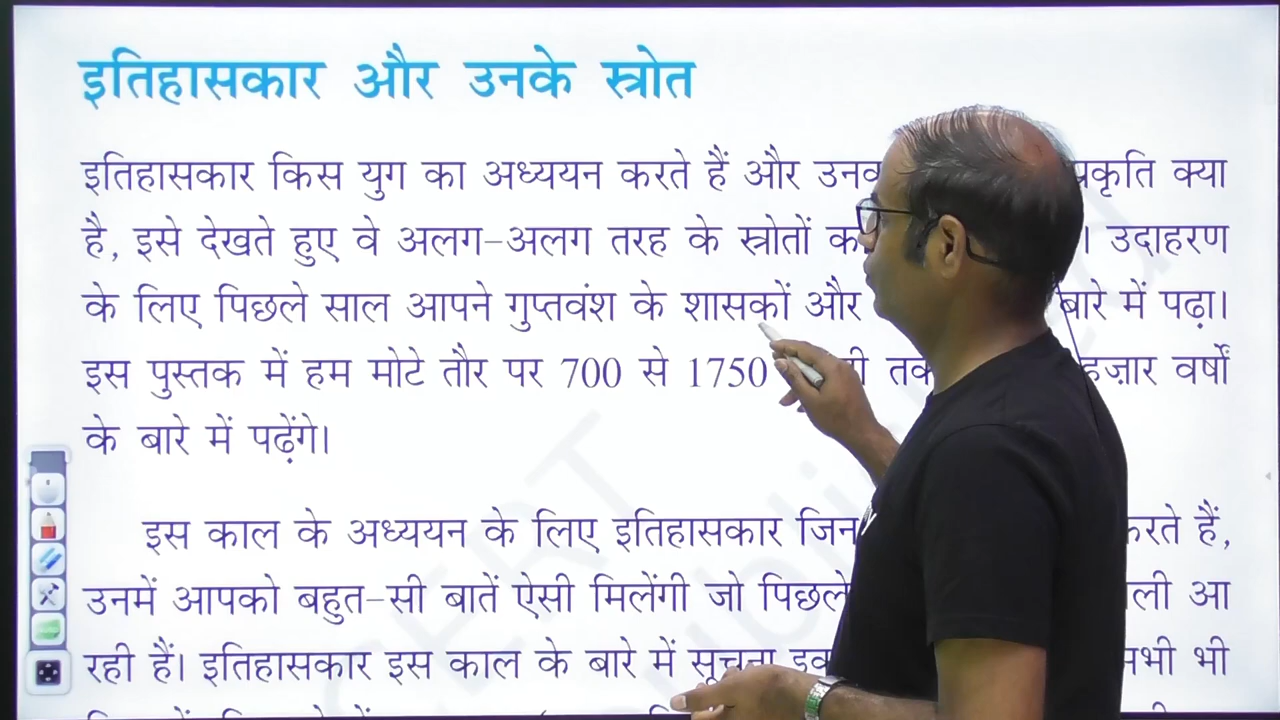 इतिहासकार और उनके स्त्रोत
इतिहासकार किस युग का अध्ययन करते हैं और प्रकृति क्या
है, इसे देखते हुए वे अलग-अलग तरह के स्त्रोतों । उदाहरण
के लिए पिछले साल आपने गुप्तवंश के शासकों और बारे में पढ़ा।
इस पुस्तक में हम मोटे तौर पर 700 से 1750 हज़ार वर्षों
के बारे में पढ़ेंगे।
इस काल के अध्ययन के लिए इतिहासकार जिन करते हैं,
उनमें आपको बहुत-सी बातें ऐसी मिलेंगी जो पिछले आ
रही हैं। इतिहासकार इस काल के बारे में सूचना भी